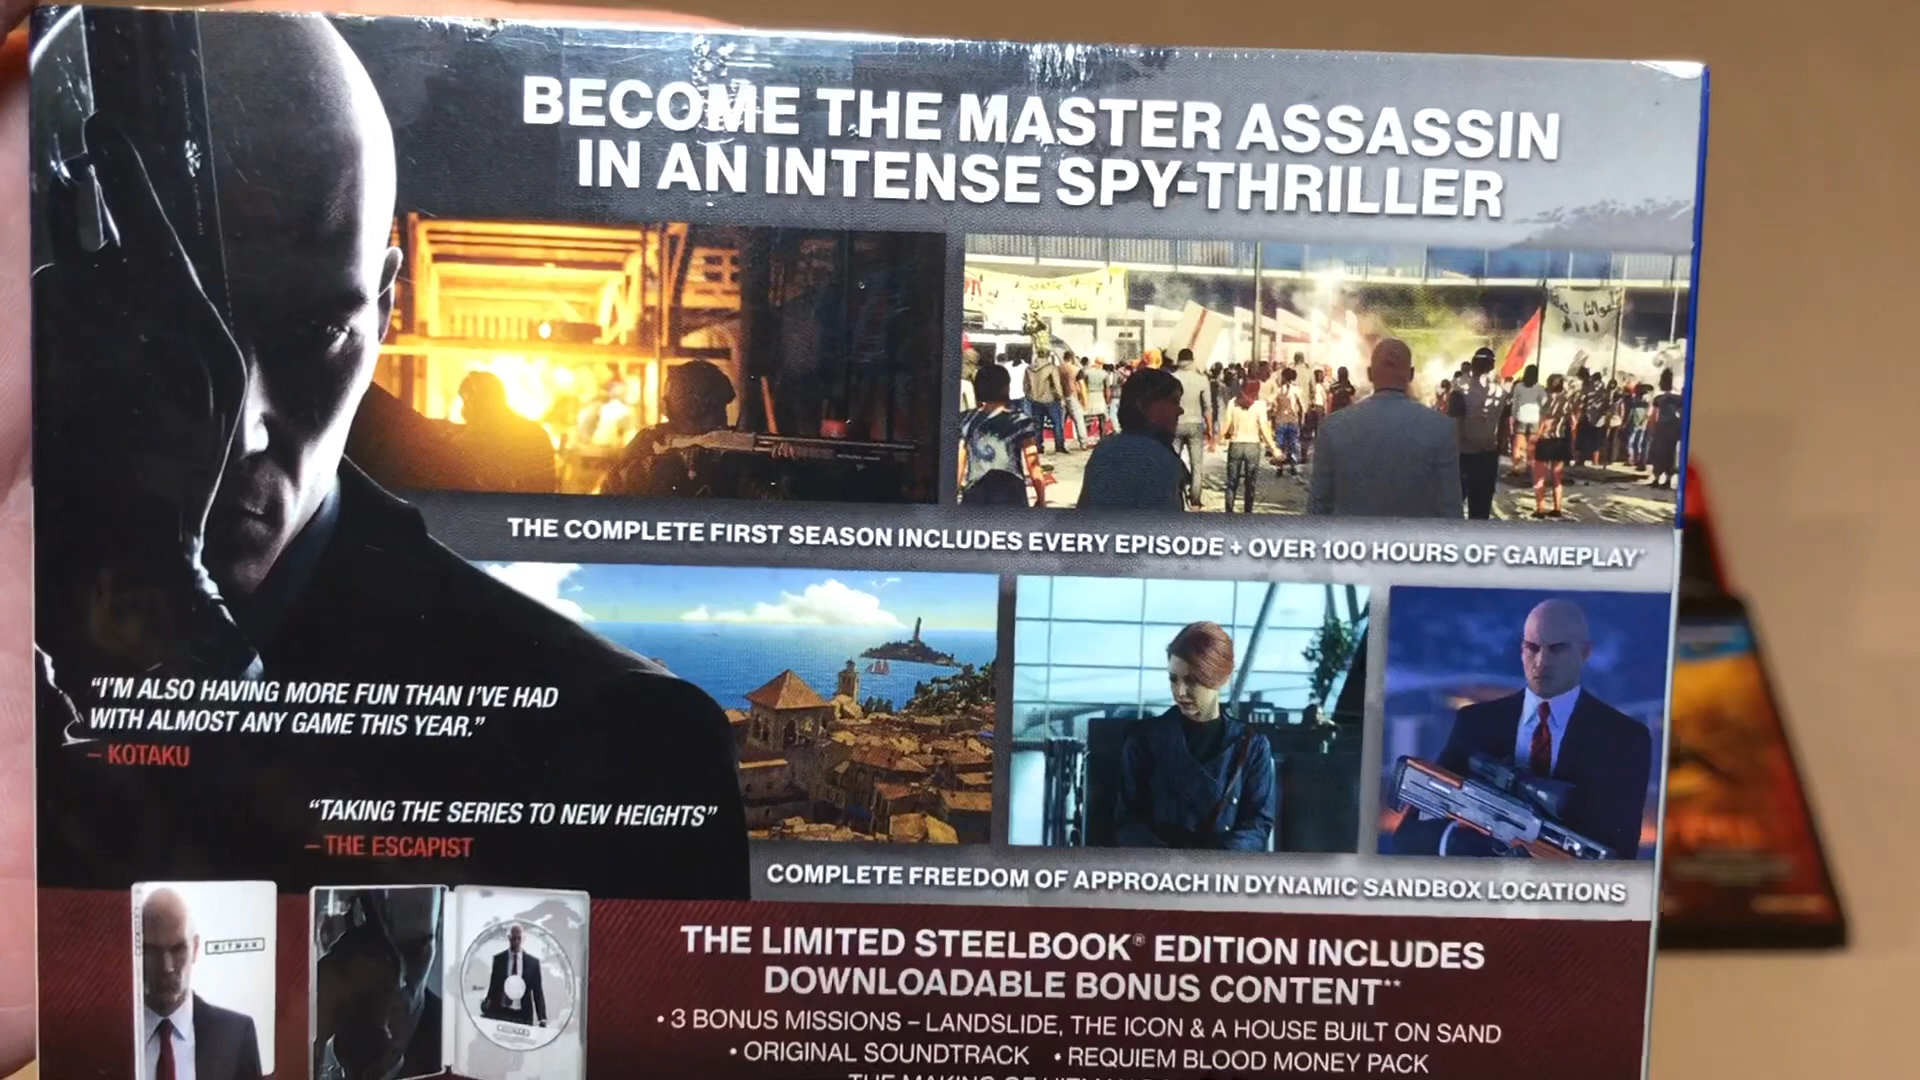 BECOME THE MASTER ASSASSIN
IN AN INTENSE SPY-THRILLER
THE COMPLETE FIRST SEASON INCLUDES EVERY EPISODE + OVER 100 HOURS OF GAMEPLAY*
"I'M ALSO HAVING MORE FUN THAN I'VE HAD
WITH ALMOST ANY GAME THIS YEAR."
– KOTAKU
"TAKING THE SERIES TO NEW HEIGHTS"
– THE ESCAPIST
COMPLETE FREEDOM OF APPROACH IN DYNAMIC SANDBOX LOCATIONS
HITMAN
THE LIMITED STEELBOOK® EDITION INCLUDES
DOWNLOADABLE BONUS CONTENT**
• 3 BONUS MISSIONS – LANDSLIDE, THE ICON & A HOUSE BUILT ON SAND
• ORIGINAL SOUNDTRACK • REQUIEM BLOOD MONEY PACK
THE MAKING OF HITMAN